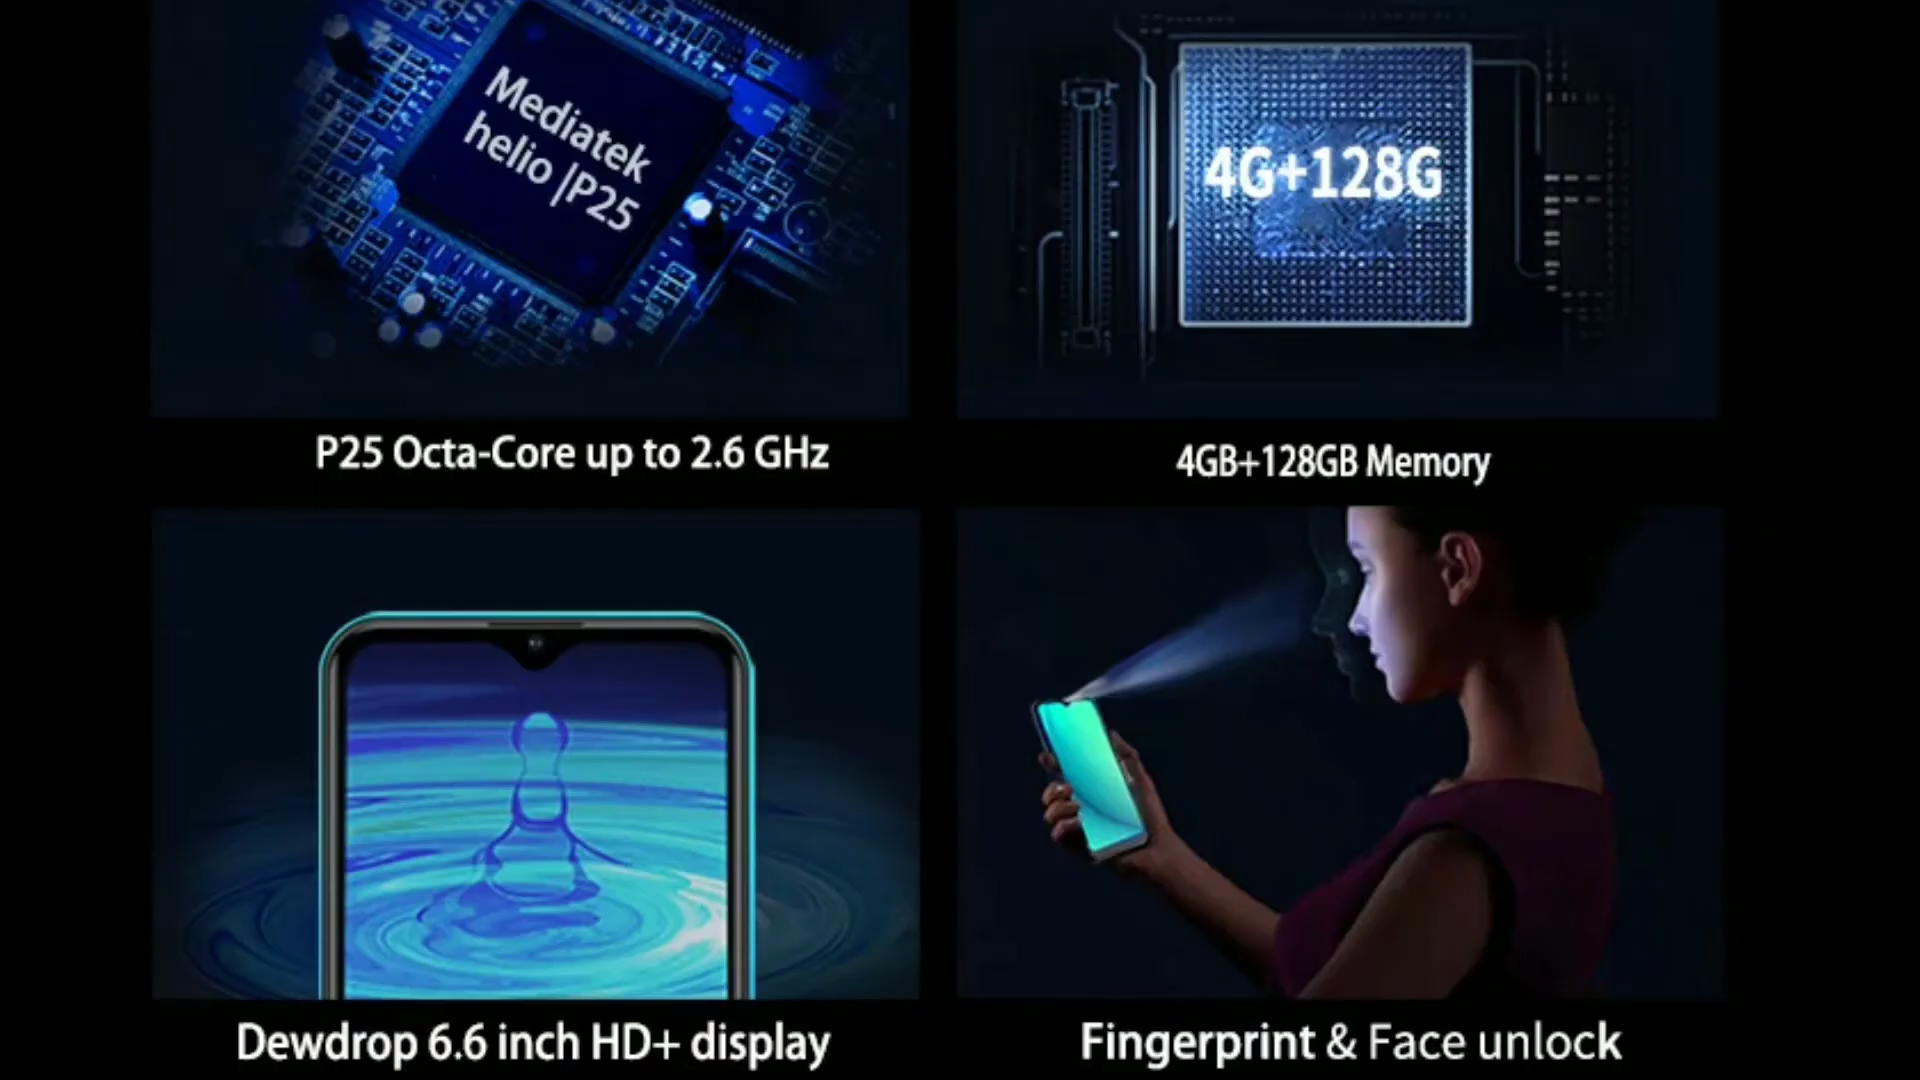 Mediatek
helio |P25
4G+128G
P25 Octa-Core up to 2.6 GHz
4GB+128GB Memory
Dewdrop 6.6 inch HD+ display
Fingerprint & Face unlock